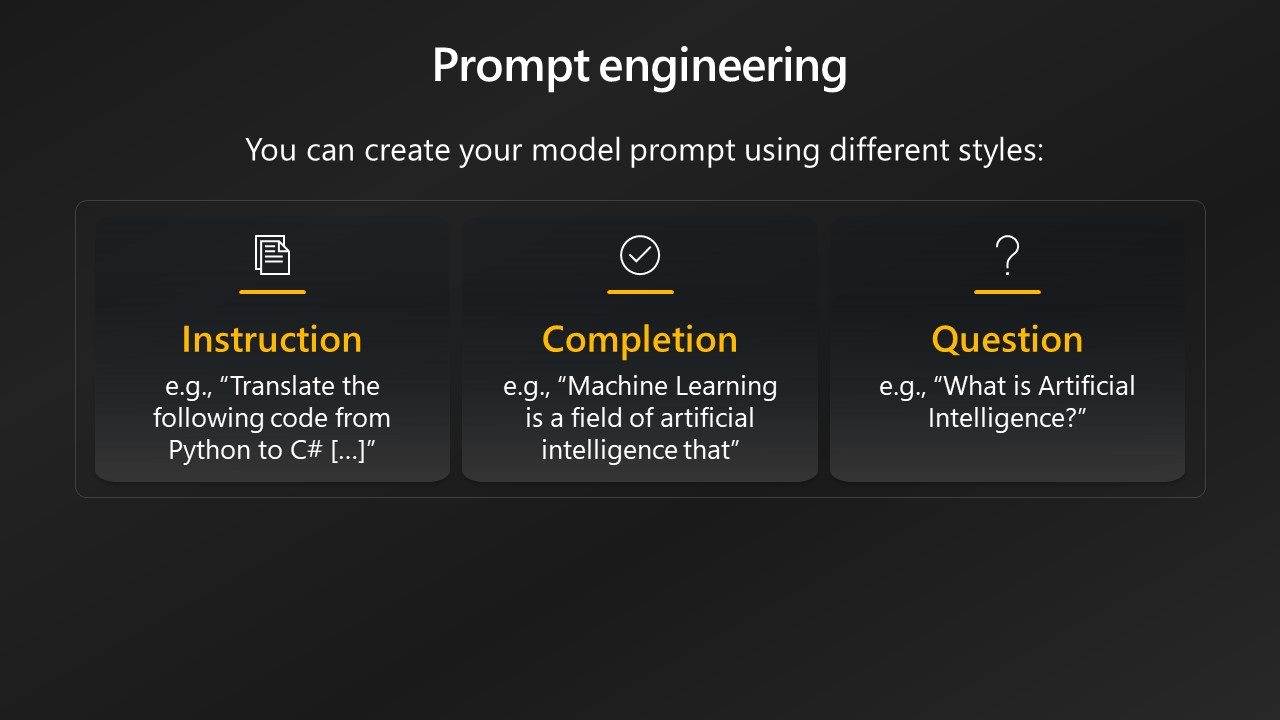 Prompt engineering
You can create your model prompt using different styles:
Instruction
e.g., “Translate the
following code from
Python to C# [...]”
Completion
e.g., “Machine Learning
is a field of artificial
intelligence that”
Question
e.g., “What is Artificial
Intelligence?”